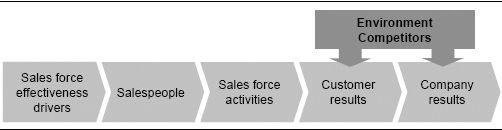 Environment
Competitors
Sales force
effectiveness
drivers
Salespeople
Sales force
activities
Customer
results
Company
results